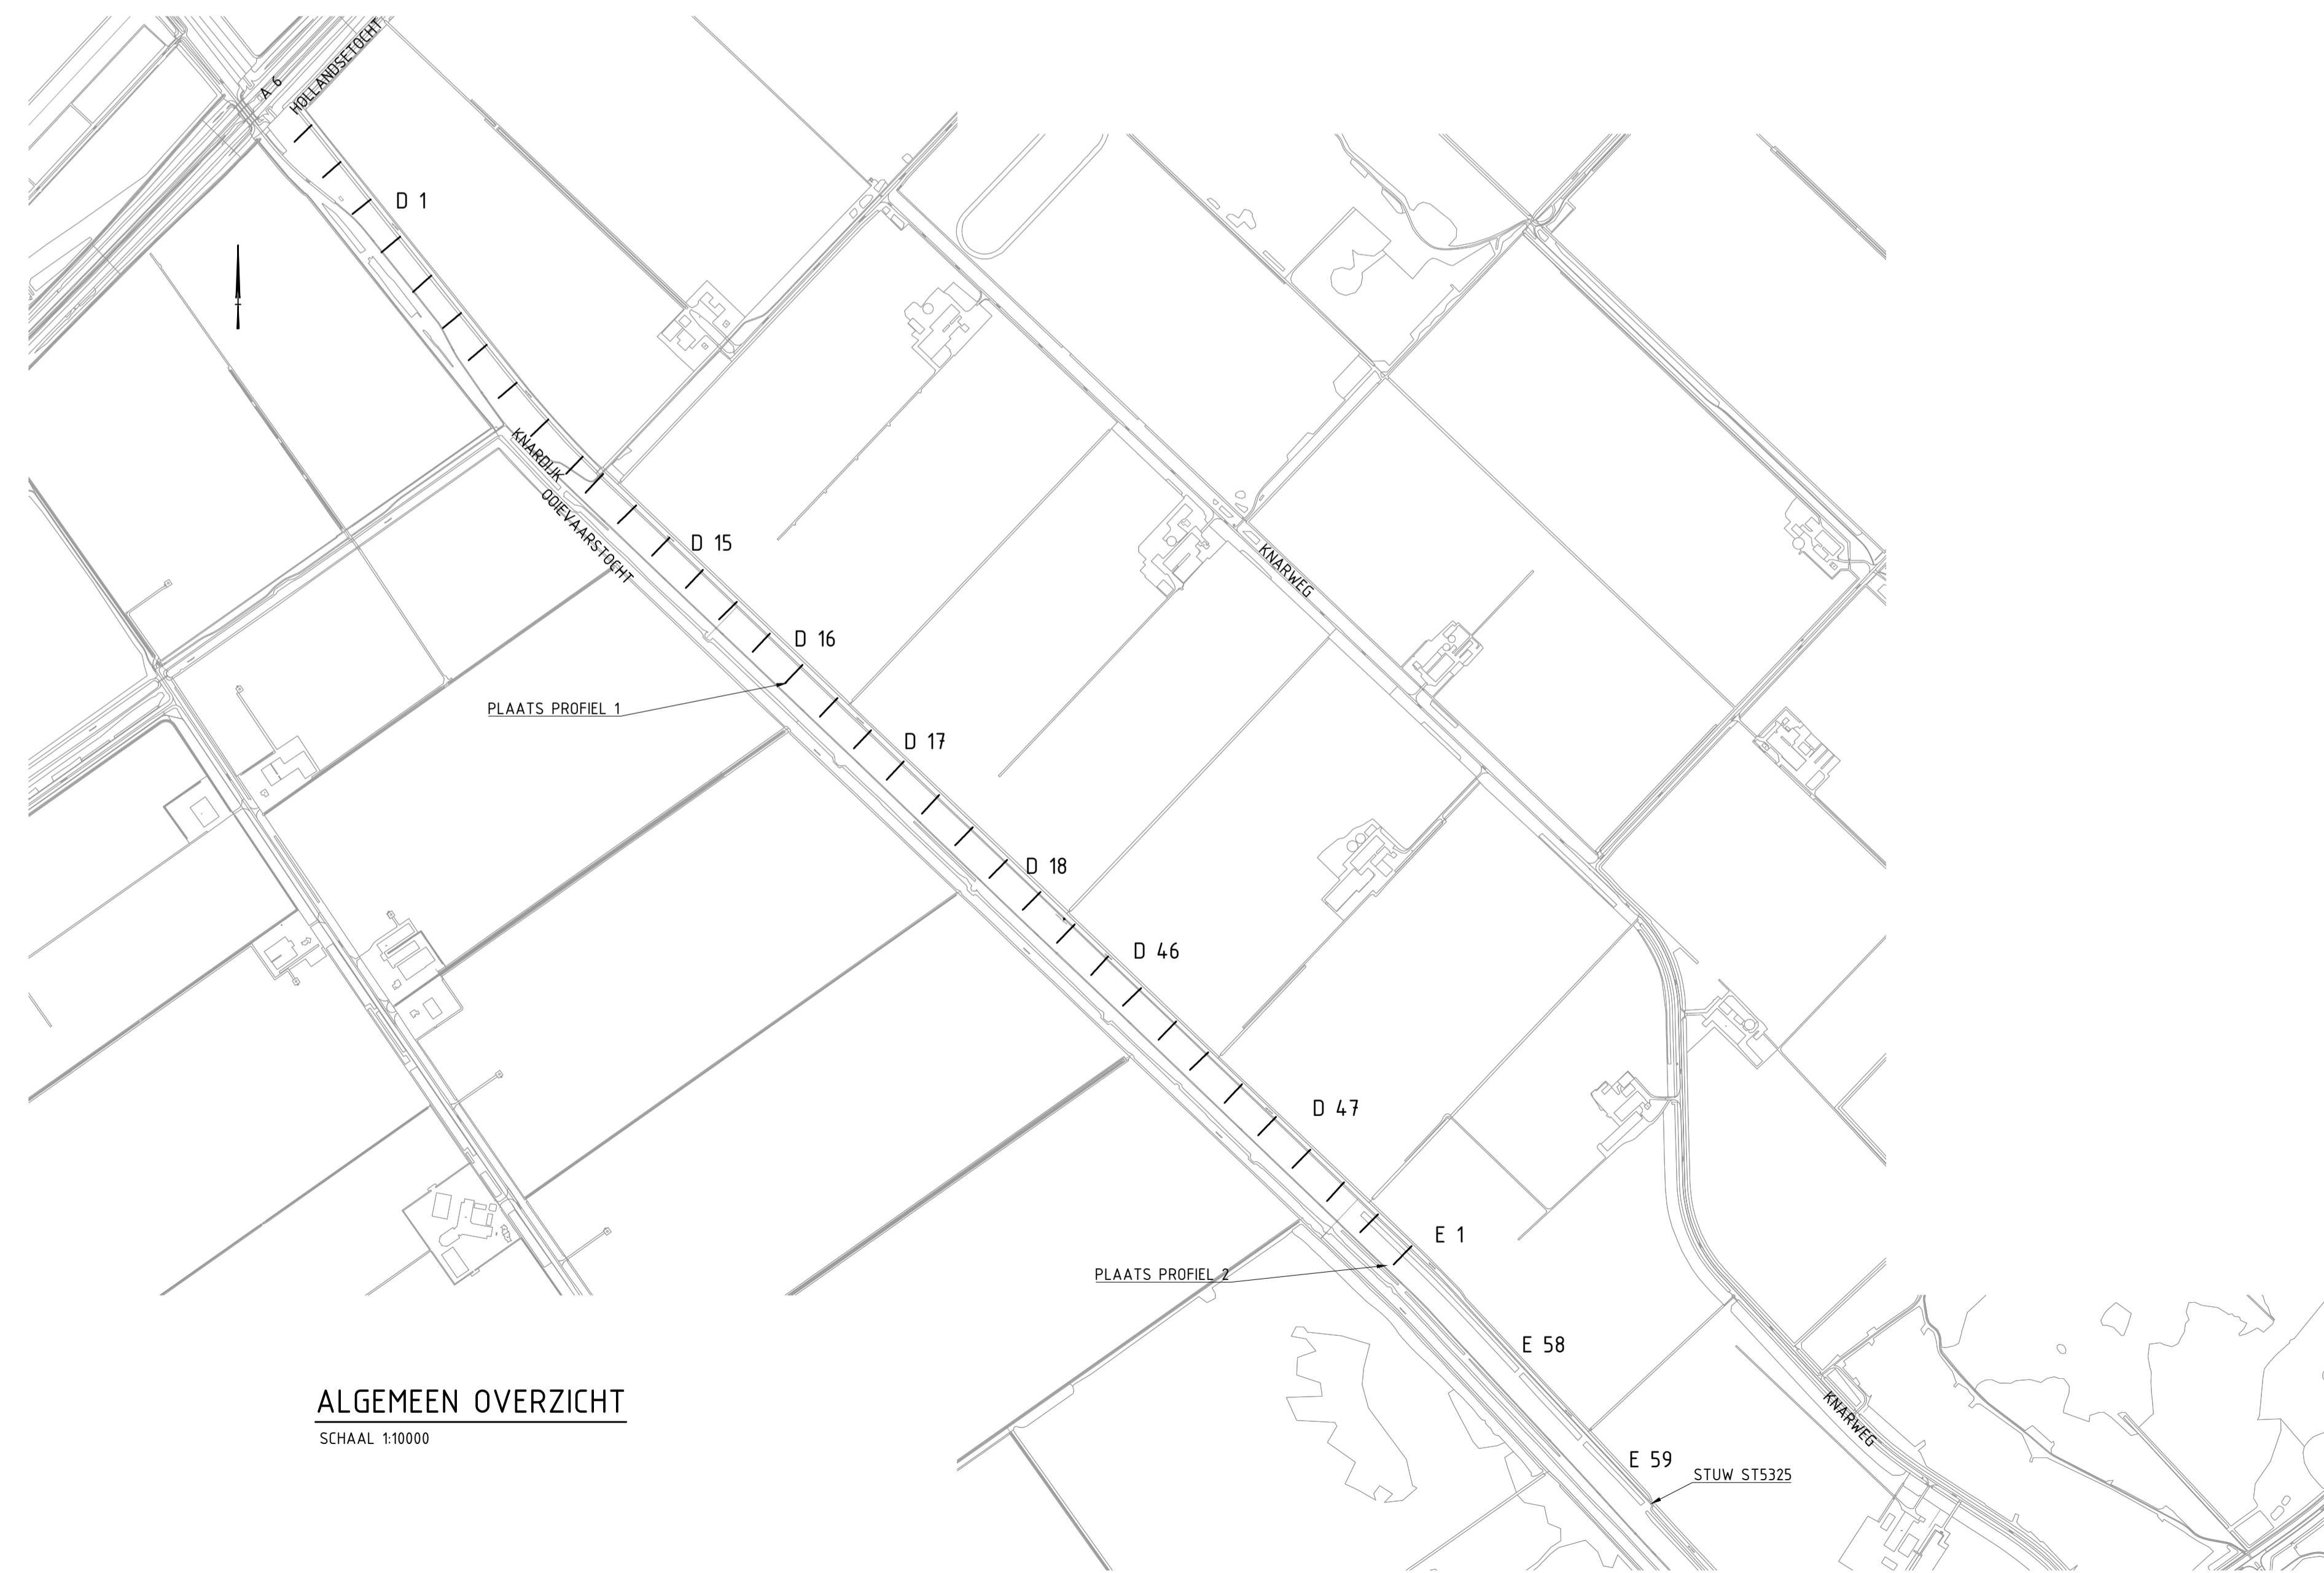 HOLLANDSETOCHT
A 6
D 1
KNARDIJK
OOIEVAARSTOCHT
D 15
KNARWEG
D 16
PLAATS PROFIEL 1
D 17
D 18
D 46
D 47
E 1
PLAATS PROFIEL 2
E 58
ALGEMEEN OVERZICHT
SCHAAL 1:10000
KNARWEG
E 59
STUW ST5325